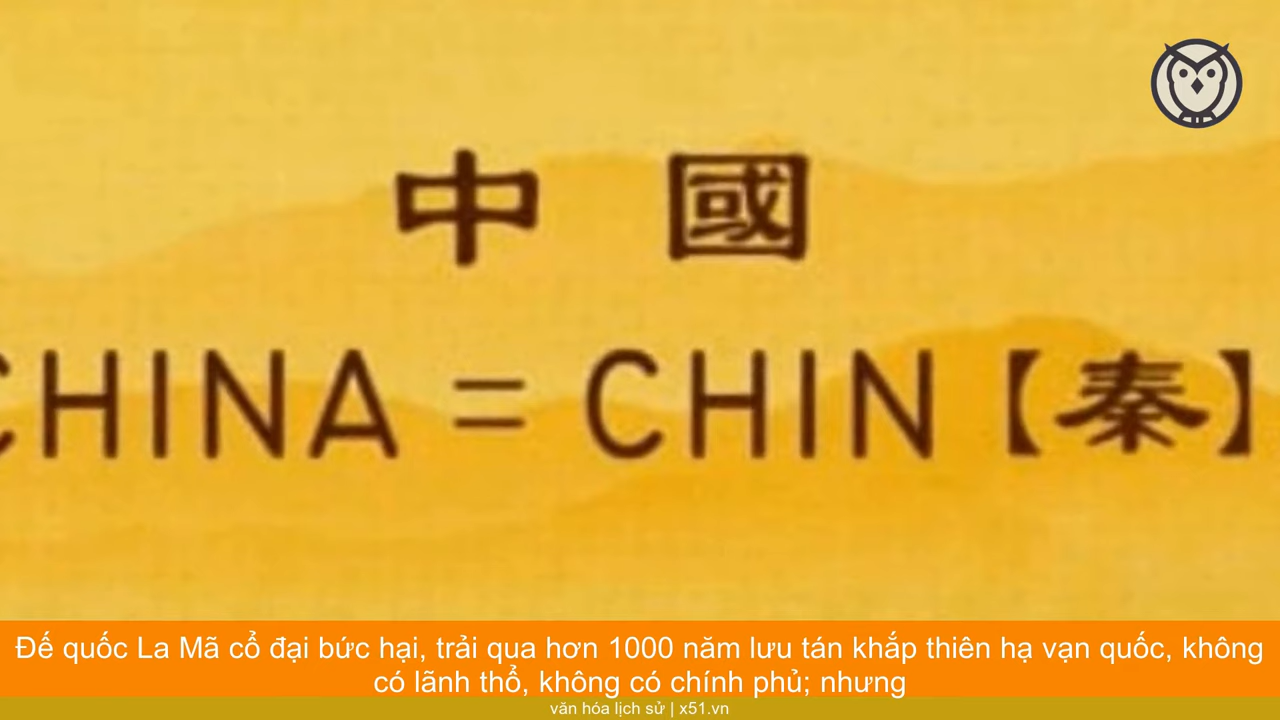 中國
CHINA = CHIN【秦】
Đế quốc La Mã cổ đại bức hại, trải qua hơn 1000 năm lưu tán khắp thiên hạ vạn quốc, không
có lãnh thổ, không có chính phủ; nhưng
văn hóa lịch sử | x51.vn